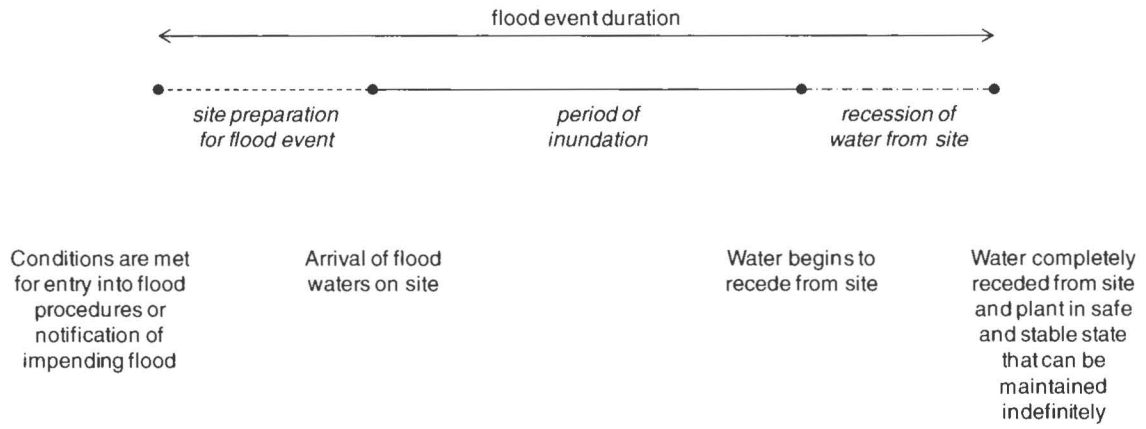 flood event duration
site preparation
for flood event
period of
inundation
recession of
water from site
Conditions are met
for entry into flood
procedures or
notification of
impending flood
Arrival of flood
waters on site
Water begins to
recede from site
Water completely
receded from site
and plant in safe
and stable state
that can be
maintained
indefinitely